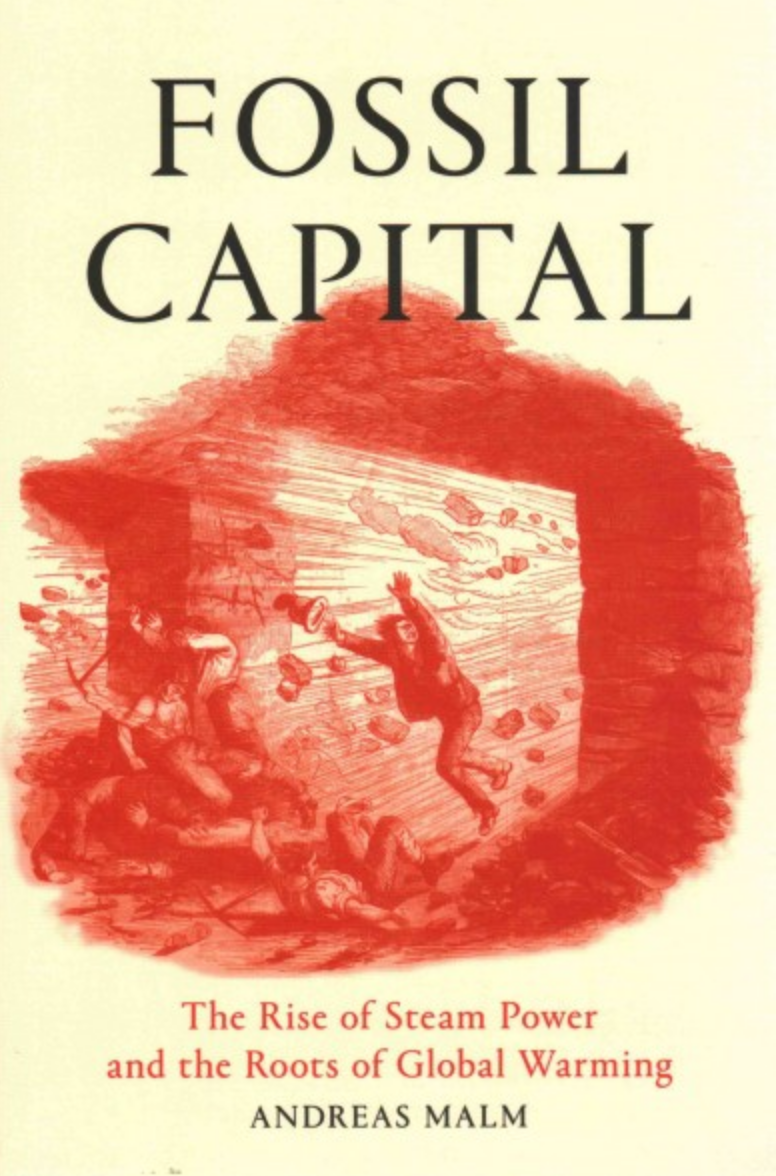 FOSSIL
CAPITAL
The Rise of Steam Power
and the Roots of Global Warming
ANDREAS MALM